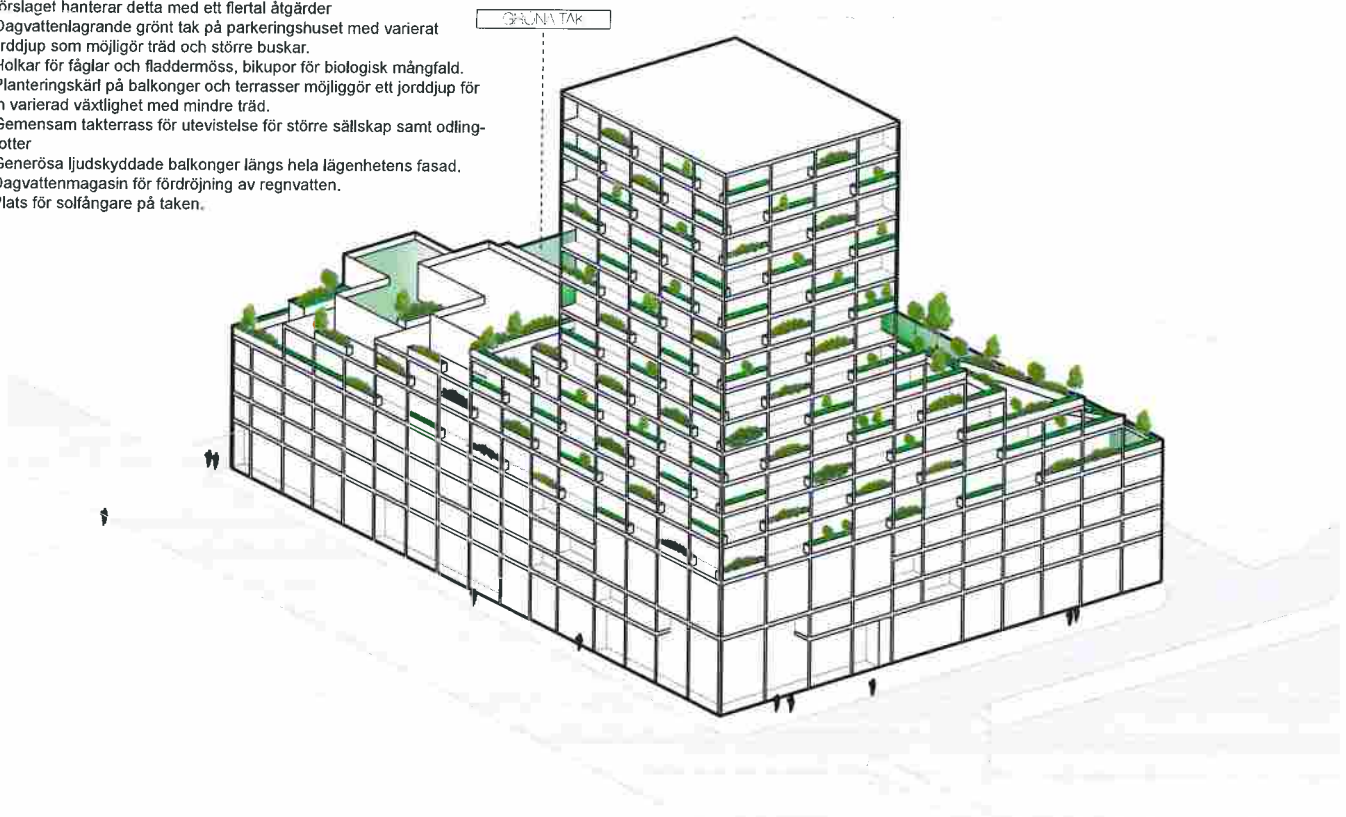 örslaget hanterar detta med ett flertal åtgärder
Dagvattenlagrande grönt tak på parkeringshuset med varierat
rddjup som möjligör träd och större buskar.
Holkar för fåglar och fladdermöss, bikupor för biologisk mångfald.
Planteringskärl på balkonger och terrasser möjliggör ett jorddjup för
n varierad växtlighet med mindre träd.
Gemensam takterrass för utevistelse för större sällskap samt odling-
otter
Generösa ljudskyddade balkonger längs hela lägenhetens fasad.
Dagvattenmagasin för fördröjning av regnvatten.
Plats för solfångare på taken.
GRÖNA TAK